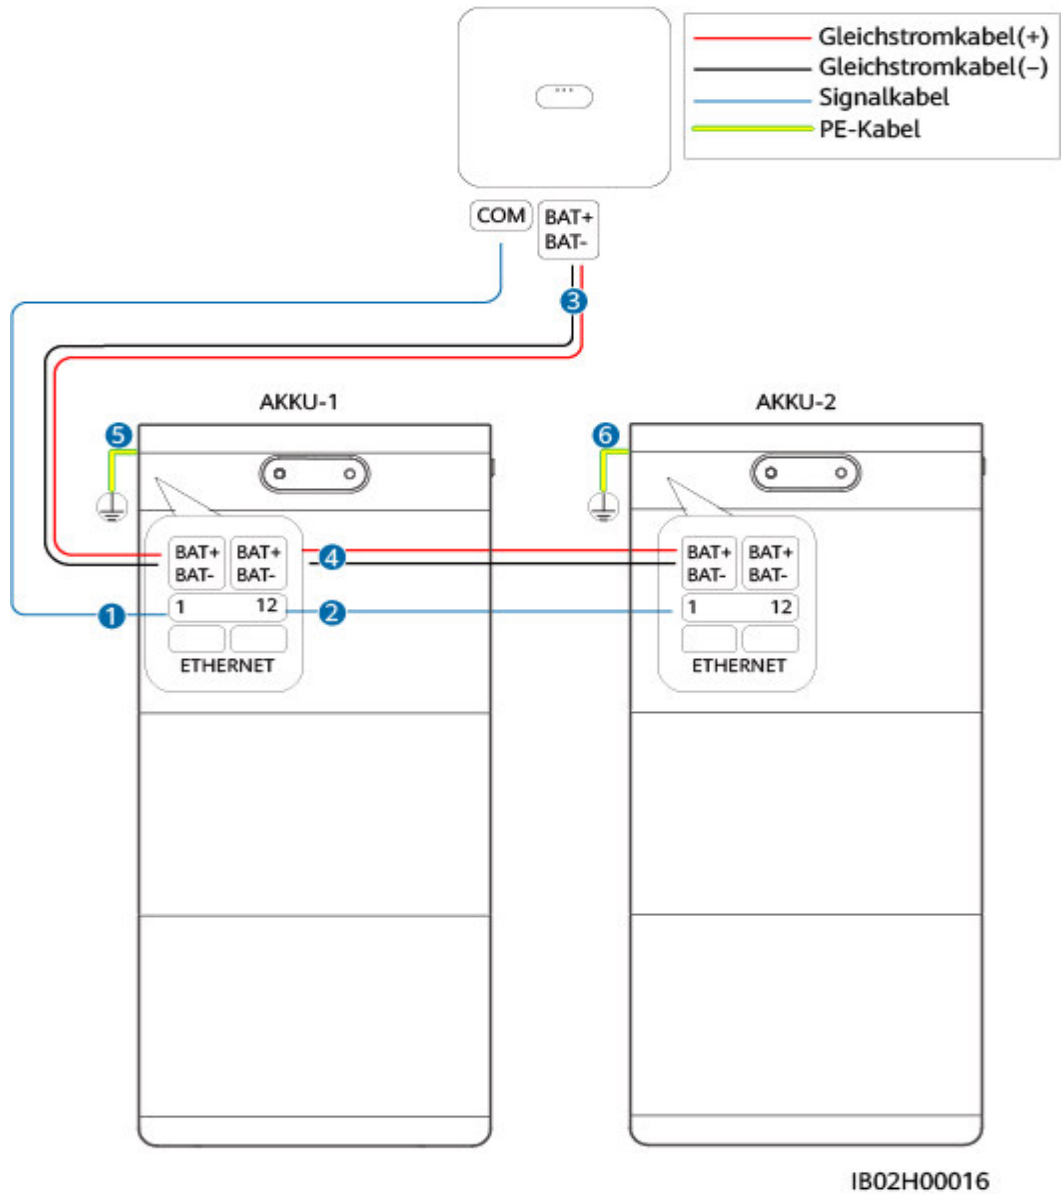 Gleichstromkabel(+)
Gleichstromkabel(−)
Signalkabel
PE-Kabel
COM
BAT+
BAT-
3
AKKU-1
AKKU-2
5
6
BAT+
BAT-
BAT+
BAT-
4
BAT+
BAT-
BAT+
BAT-
1
1
12
2
1
12
ETHERNET
ETHERNET
IB02H00016